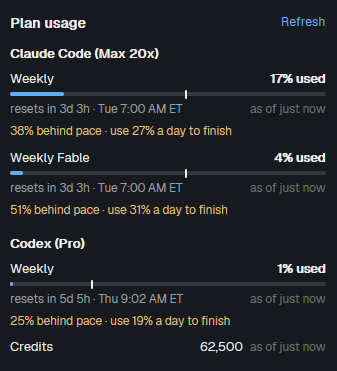 Plan usage
Refresh
Claude Code (Max 20x)
Weekly
17% used
resets in 3d 3h · Tue 7:00 AM ET
as of just now
38% behind pace · use 27% a day to finish
Weekly Fable
4% used
resets in 3d 3h · Tue 7:00 AM ET
as of just now
51% behind pace · use 31% a day to finish
Codex (Pro)
Weekly
1% used
resets in 5d 5h · Thu 9:02 AM ET
as of just now
25% behind pace · use 19% a day to finish
Credits
62,500 as of just now